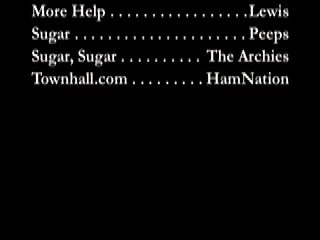 More Help . . . . . . . . . . . . . . . . . Lewis
Sugar . . . . . . . . . . . . . . . . . . . . . Peeps
Sugar, Sugar . . . . . . . . . . The Archies
Townhall.com . . . . . . . . . HamNation